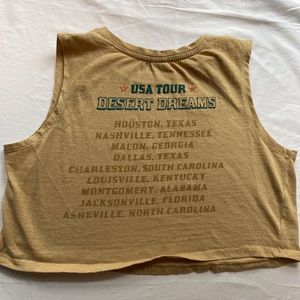 USA TOUR
DESERT DREAMS
HOUSTON, TEXAS
NASHVILLE, TENNESSEE
MACON, GEORGIA
DALLAS, TEXAS
CHARLESTON, SOUTH CAROLINA
LOUISVILLE, KENTUCKY
MONTGOMERY, ALABAMA
JACKSONVILLE, FLORIDA
ASHEVILLE, NORTH CAROLINA